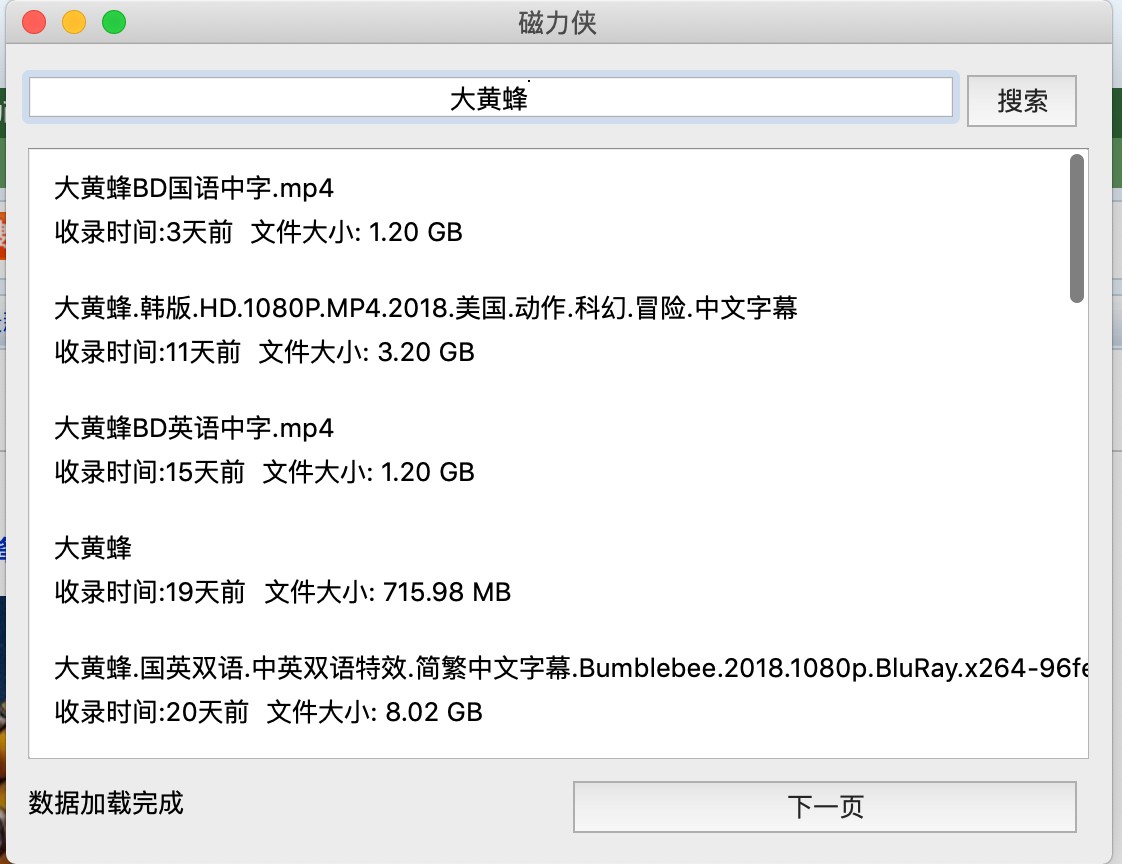 磁力侠
大黄蜂
搜索
大黄蜂BD国语中字.mp4
收录时间:3天前 文件大小: 1.20 GB
大黄蜂.韩版.HD.1080P.MP4.2018.美国.动作.科幻.冒险.中文字幕
收录时间:11天前 文件大小: 3.20 GB
大黄蜂BD英语中字.mp4
收录时间:15天前 文件大小: 1.20 GB
大黄蜂
收录时间:19天前 文件大小: 715.98 MB
大黄蜂.国英双语.中英双语特效.简繁中文字幕.Bumblebee.2018.1080p.BluRay.x264-96fe
收录时间:20天前 文件大小: 8.02 GB
数据加载完成
下一页